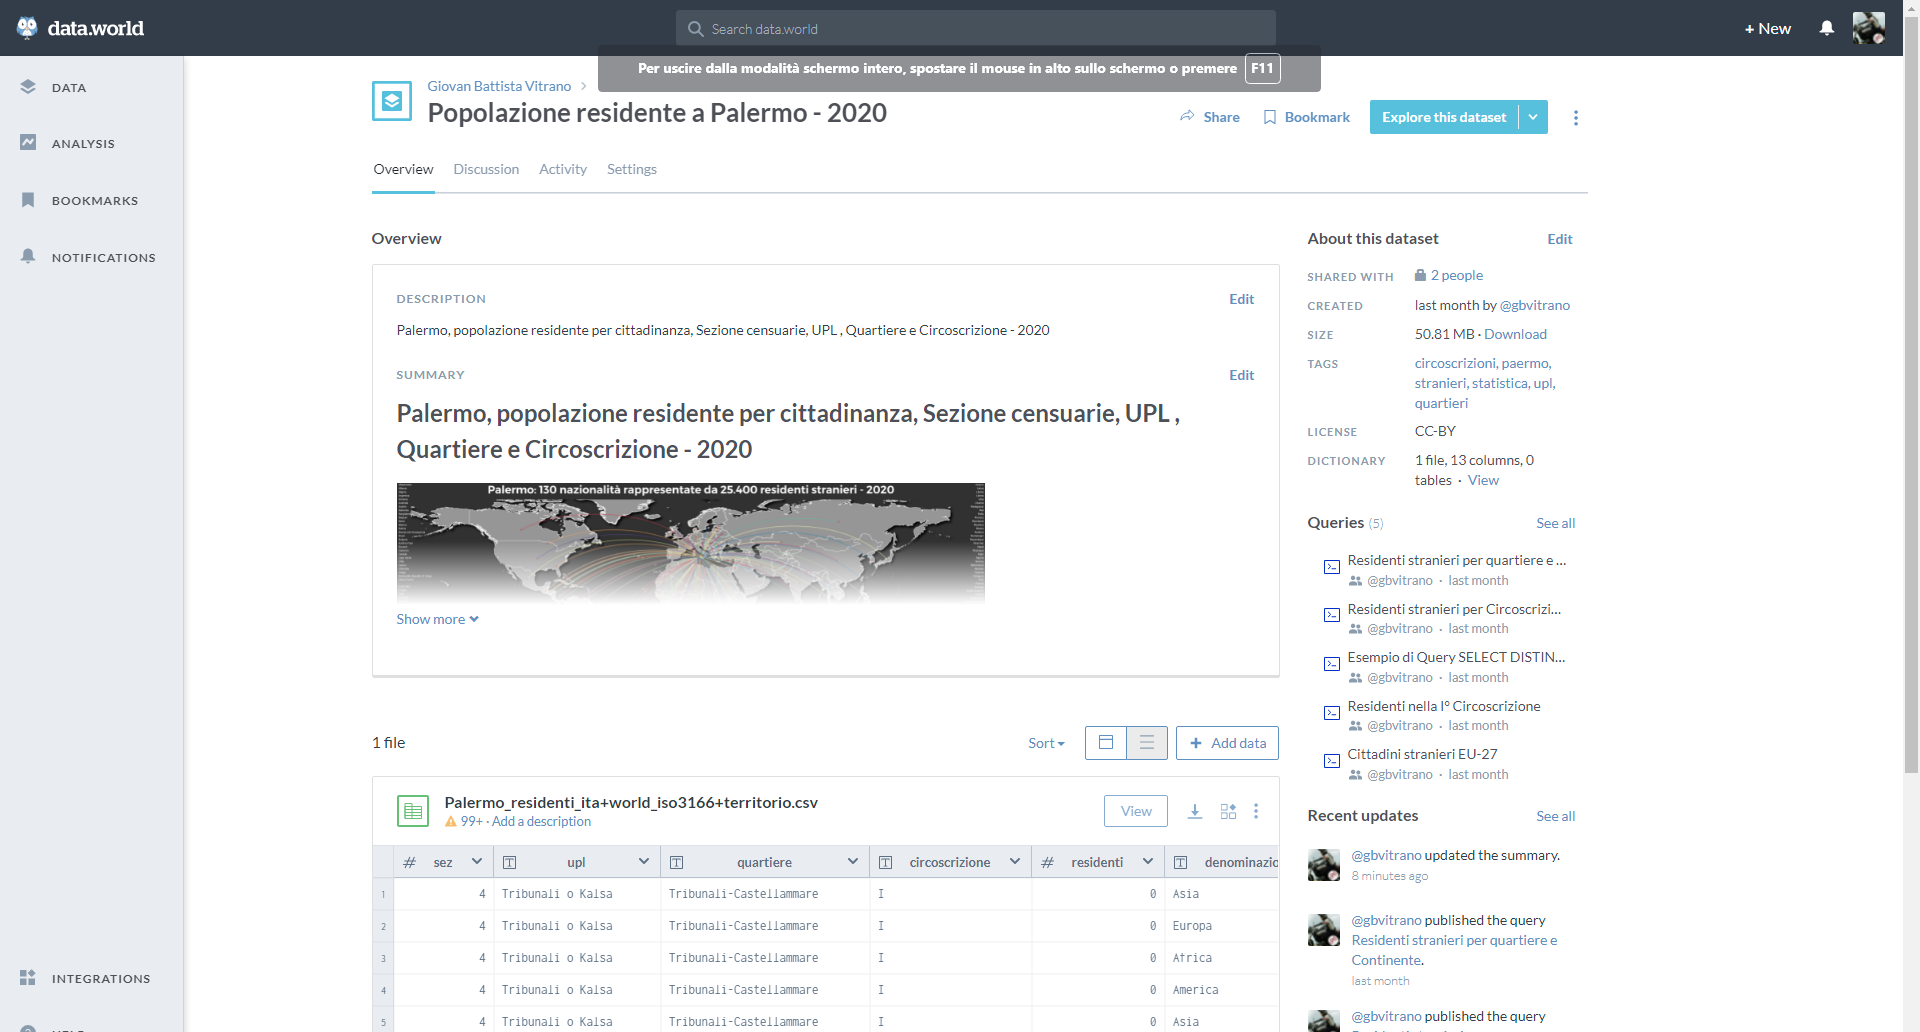 data.world
Search data.world
+ New
Per uscire dalla modalità schermo intero, spostare il mouse in alto sullo schermo o premere F11
DATA
ANALYSIS
BOOKMARKS
NOTIFICATIONS
INTEGRATIONS
Giovan Battista Vitrano
Popolazione residente a Palermo - 2020
Share
Bookmark
Explore this dataset
Overview
Discussion
Activity
Settings
Overview
DESCRIPTION
Edit
Palermo, popolazione residente per cittadinanza, Sezione censuarie, UPL , Quartiere e Circoscrizione - 2020
SUMMARY
Edit
Palermo, popolazione residente per cittadinanza, Sezione censuarie, UPL ,
Quartiere e Circoscrizione - 2020
Palermo: 130 nazionalità rappresentate da 25.400 residenti stranieri - 2020
Show more
1 file
Sort
+ Add data
Palermo_residenti_ita+world_iso3166+territorio.csv
99+ · Add a description
View
# sez upl quartiere circoscrizione # residenti denominazio
1 4 Tribunali o Kalsa Tribunali-Castellammare I 0 Asia
2 4 Tribunali o Kalsa Tribunali-Castellammare I 0 Europa
3 4 Tribunali o Kalsa Tribunali-Castellammare I 0 Africa
4 4 Tribunali o Kalsa Tribunali-Castellammare I 0 America
5 4 Tribunali o Kalsa Tribunali-Castellammare I 0 Asia
About this dataset
Edit
SHARED WITH 2 people
CREATED last month by @gbvitrano
SIZE 50.81 MB · Download
TAGS circoscrizioni, paermo,
stranieri, statistica, upl,
quartieri
LICENSE CC-BY
DICTIONARY 1 file, 13 columns, 0
tables · View
Queries (5)
See all
Residenti stranieri per quartiere e ...
@gbvitrano · last month
Residenti stranieri per Circoscrizi...
@gbvitrano · last month
Esempio di Query SELECT DISTIN...
@gbvitrano · last month
Residenti nella I° Circoscrizione
@gbvitrano · last month
Cittadini stranieri EU-27
@gbvitrano · last month
Recent updates
See all
@gbvitrano updated the summary.
8 minutes ago
@gbvitrano published the query
Residenti stranieri per quartiere e
Continente.
last month
@gbvitrano published the query